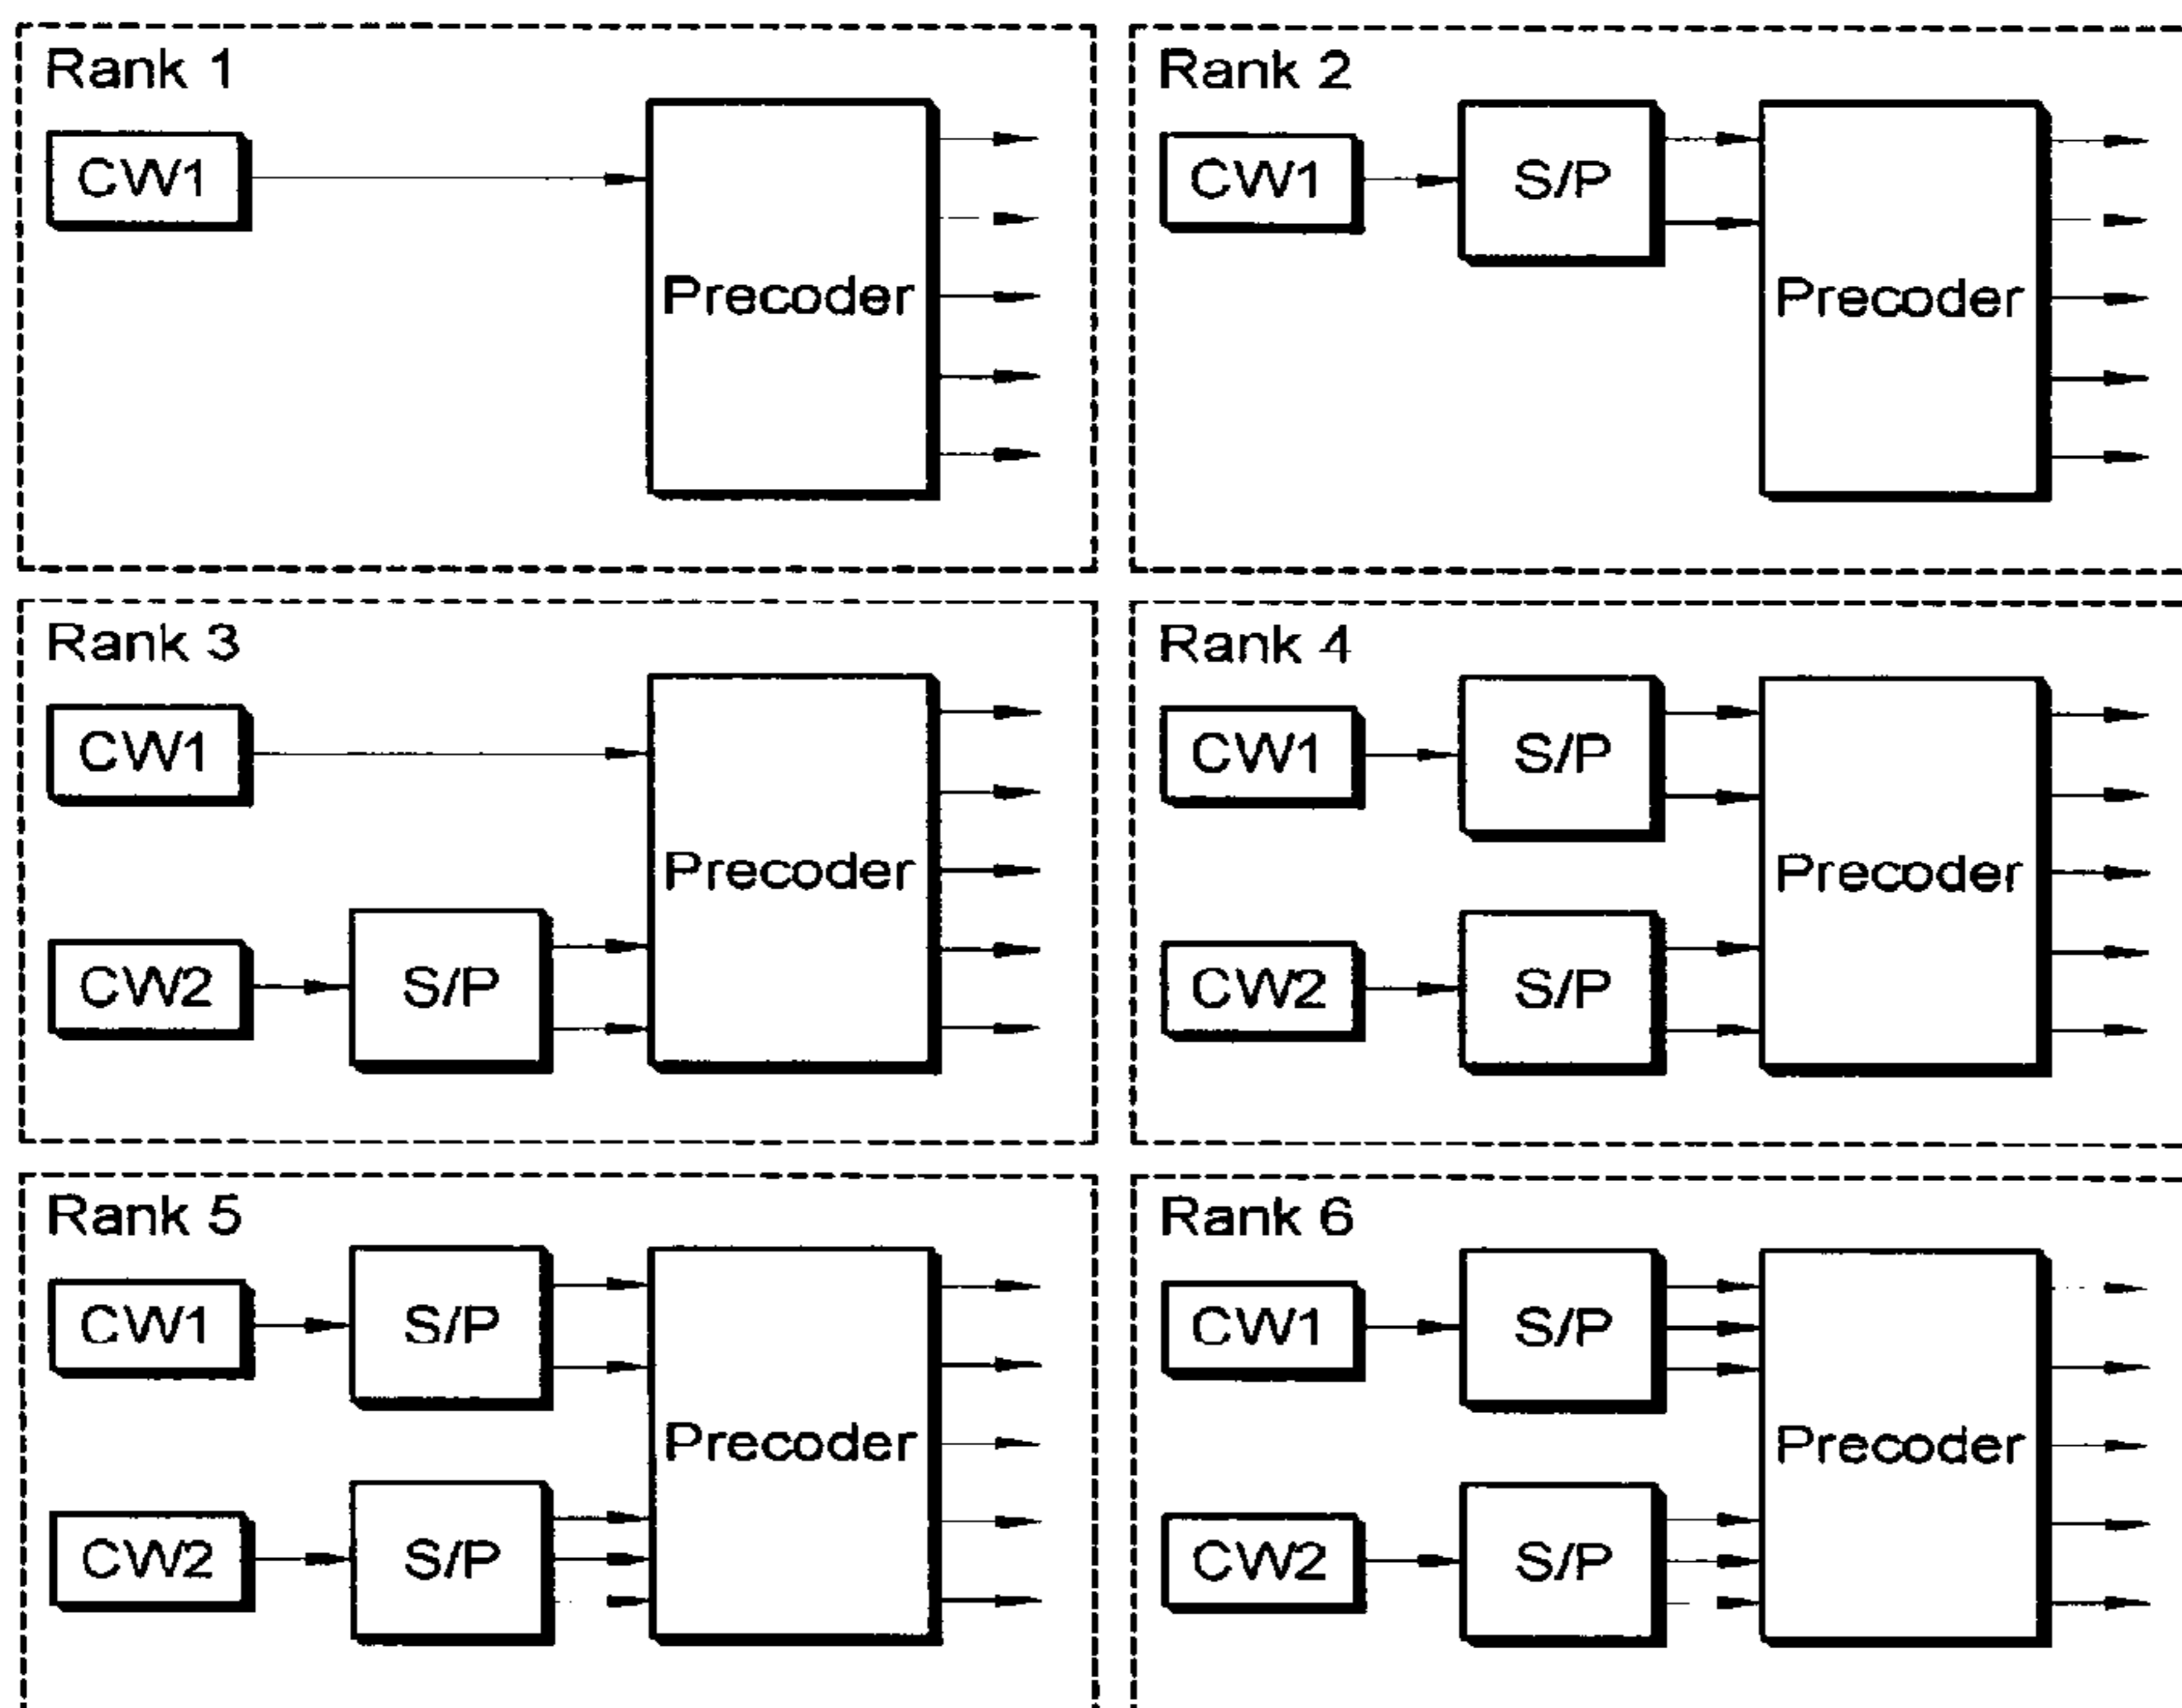 Rank 1
CW1
Precoder
Rank 2
CW1
S/P
Precoder
Rank 3
CW1
Precoder
CW2
S/P
Rank 4
CW1
S/P
Precoder
CW2
S/P
Rank 5
CW1
S/P
Precoder
CW2
S/P
Rank 6
CW1
S/P
Precoder
CW2
S/P